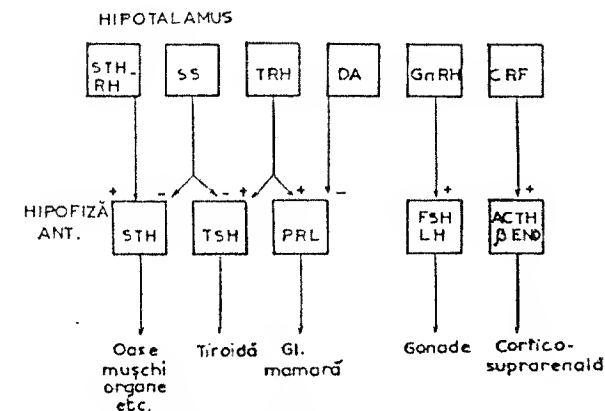 HIPOTALAMUS
STH-
RH
SS
TRH
DA
GnRH
CRF
+
-
-
+
+
-
+
+
HIPOFIZĂ
ANT.
STH
TSH
PRL
FSH
LH
ACTH
β END
Oase
mușchi
organe
etc.
Tiroidă
Gl.
mamară
Gonade
Cortico-
suprarenală